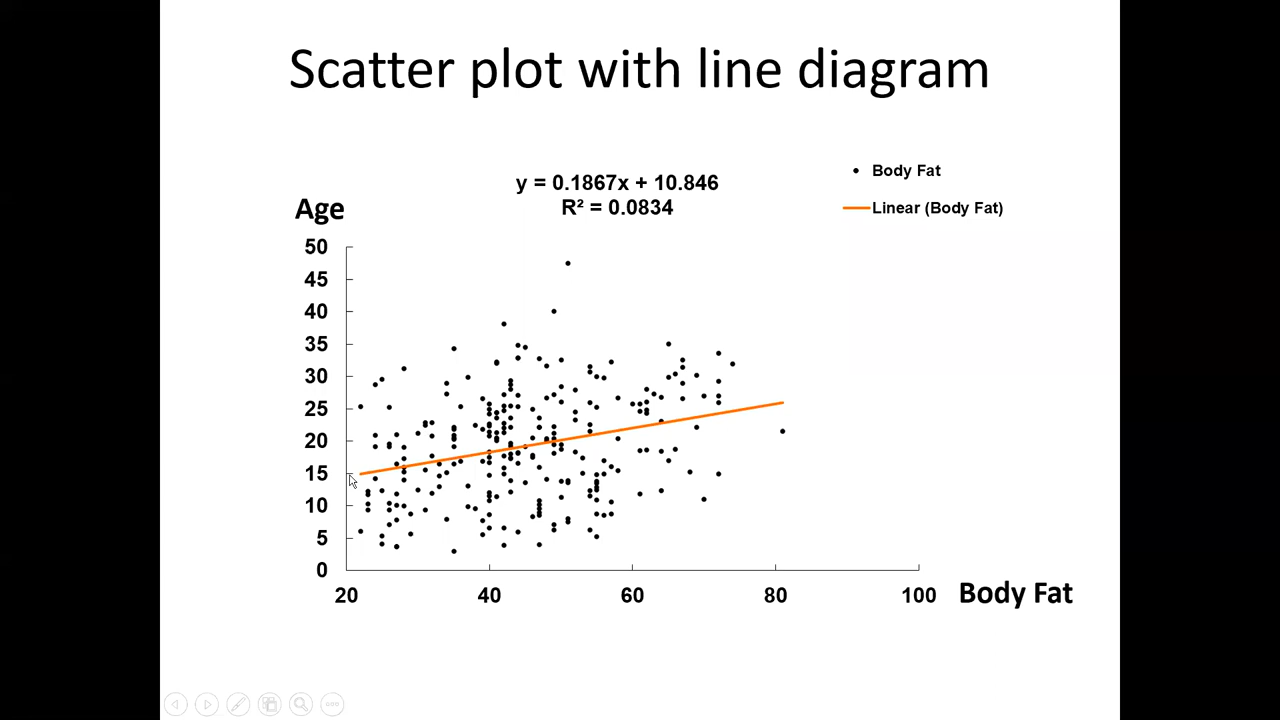 Scatter plot with line diagram
y = 0.1867x + 10.846
R² = 0.0834
Body Fat
Linear (Body Fat)
Age
50
45
40
35
30
25
20
15
10
5
0
20 40 60 80 100
Body Fat